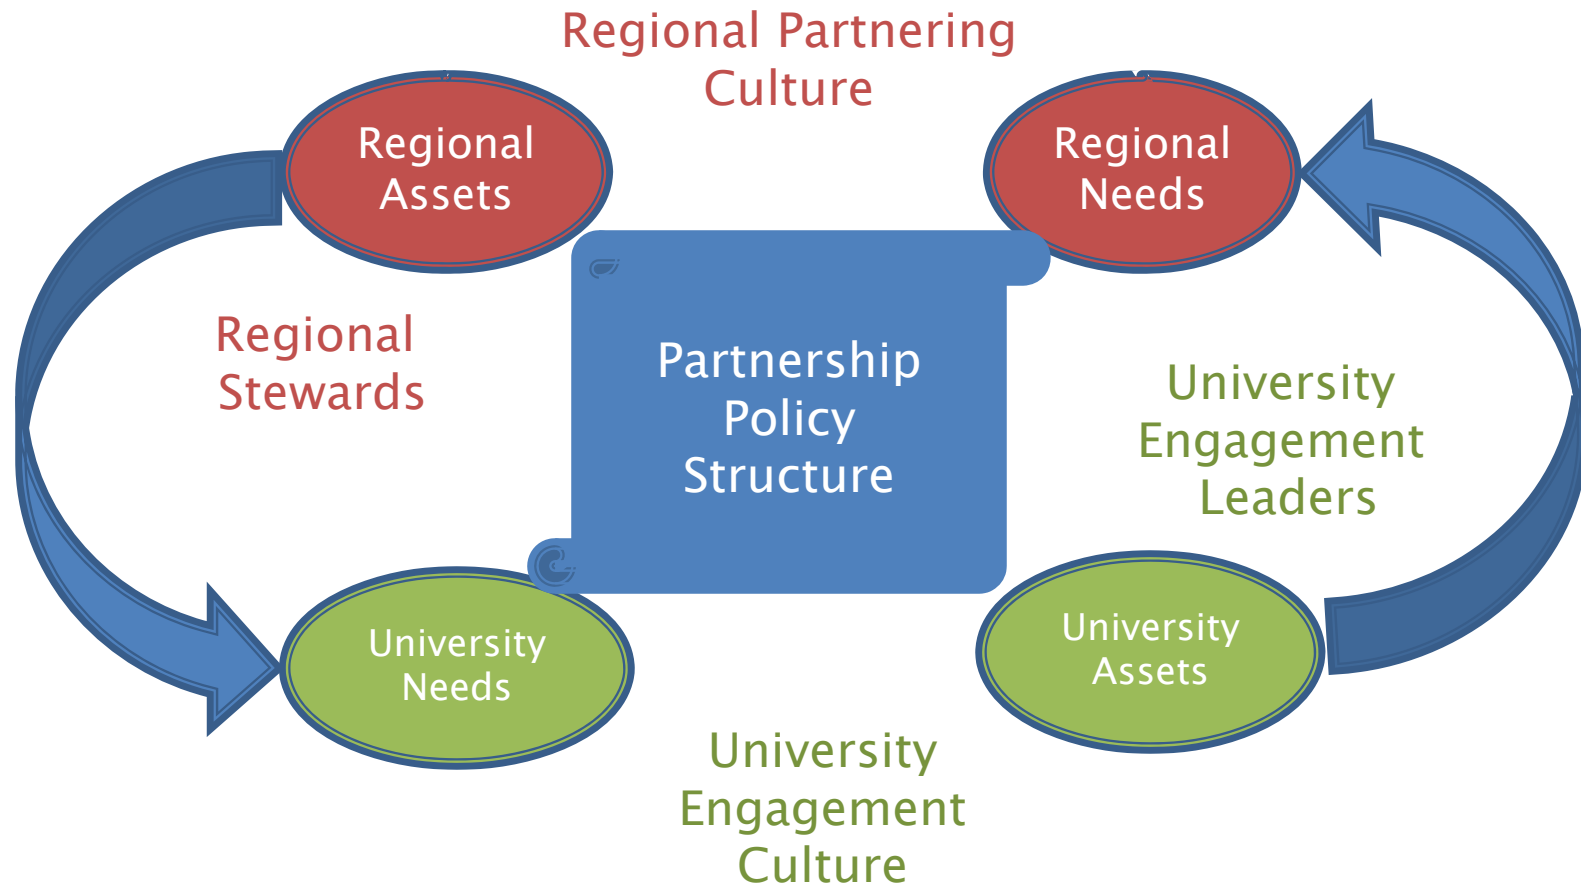 Regional Partnering
Culture
Regional
Assets
Regional
Needs
Regional
Stewards
Partnership
Policy
Structure
University
Engagement
Leaders
University
Needs
University
Assets
University
Engagement
Culture